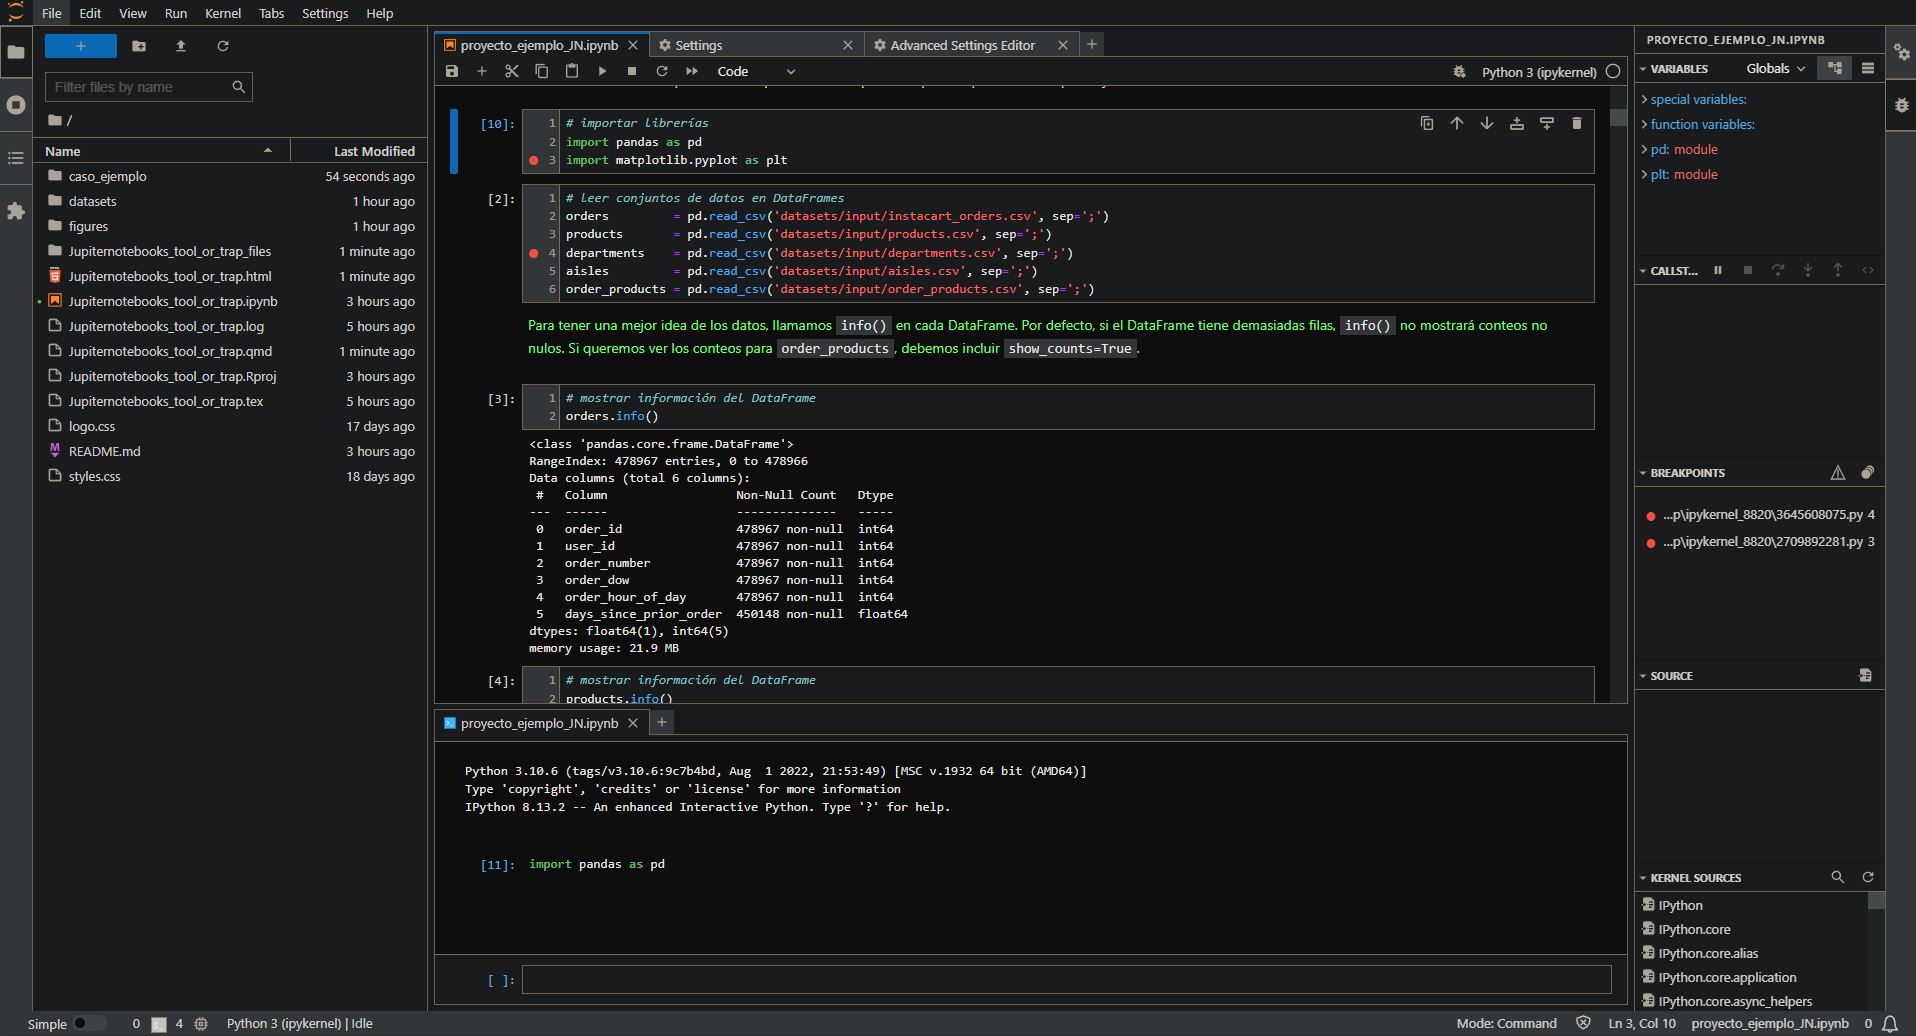 File Edit View Run Kernel Tabs Settings Help
+
Filter files by name
/
Name Last Modified
caso_ejemplo 54 seconds ago
datasets 1 hour ago
figures 1 hour ago
Jupiternotebooks_tool_or_trap_files 1 minute ago
Jupiternotebooks_tool_or_trap.html 1 minute ago
Jupiternotebooks_tool_or_trap.ipynb 3 hours ago
Jupiternotebooks_tool_or_trap.log 5 hours ago
Jupiternotebooks_tool_or_trap.qmd 1 minute ago
Jupiternotebooks_tool_or_trap.Rproj 3 hours ago
Jupiternotebooks_tool_or_trap.tex 5 hours ago
logo.css 17 days ago
README.md 3 hours ago
styles.css 18 days ago
proyecto_ejemplo_JN.ipynb Settings Advanced Settings Editor
Code Python 3 (ipykernel)
[10]: 1 # importar librerías
2 import pandas as pd
3 import matplotlib.pyplot as plt
[2]: 1 # leer conjuntos de datos en DataFrames
2 orders = pd.read_csv('datasets/input/instacart_orders.csv', sep=';')
3 products = pd.read_csv('datasets/input/products.csv', sep=';')
4 departments = pd.read_csv('datasets/input/departments.csv', sep=';')
5 aisles = pd.read_csv('datasets/input/aisles.csv', sep=';')
6 order_products = pd.read_csv('datasets/input/order_products.csv', sep=';')
Para tener una mejor idea de los datos, llamamos info() en cada DataFrame. Por defecto, si el DataFrame tiene demasiadas filas, info() no mostrará conteos no
nulos. Si queremos ver los conteos para order_products, debemos incluir show_counts=True.
[3]: 1 # mostrar información del DataFrame
2 orders.info()
<class 'pandas.core.frame.DataFrame'>
RangeIndex: 478967 entries, 0 to 478966
Data columns (total 6 columns):
# Column Non-Null Count Dtype
--- ------ -------------- -----
0 order_id 478967 non-null int64
1 user_id 478967 non-null int64
2 order_number 478967 non-null int64
3 order_dow 478967 non-null int64
4 order_hour_of_day 478967 non-null int64
5 days_since_prior_order 450148 non-null float64
dtypes: float64(1), int64(5)
memory usage: 21.9 MB
[4]: 1 # mostrar información del DataFrame
2 products.info()
proyecto_ejemplo_JN.ipynb
Python 3.10.6 (tags/v3.10.6:9c7b4bd, Aug 1 2022, 21:53:49) [MSC v.1932 64 bit (AMD64)]
Type 'copyright', 'credits' or 'license' for more information
IPython 8.13.2 -- An enhanced Interactive Python. Type '?' for help.
[11]: import pandas as pd
[ ]:
PROYECTO_EJEMPLO_JN.IPYNB
VARIABLES Globals
special variables:
function variables:
pd: module
plt: module
CALLST...
BREAKPOINTS
...p\ipykernel_8820\3645608075.py 4
...p\ipykernel_8820\2709892281.py 3
SOURCE
KERNEL SOURCES
IPython
IPython.core
IPython.core.alias
IPython.core.application
IPython.core.async_helpers
Simple 0 4 Python 3 (ipykernel) | Idle Mode: Command Ln 3, Col 10 proyecto_ejemplo_JN.ipynb 0